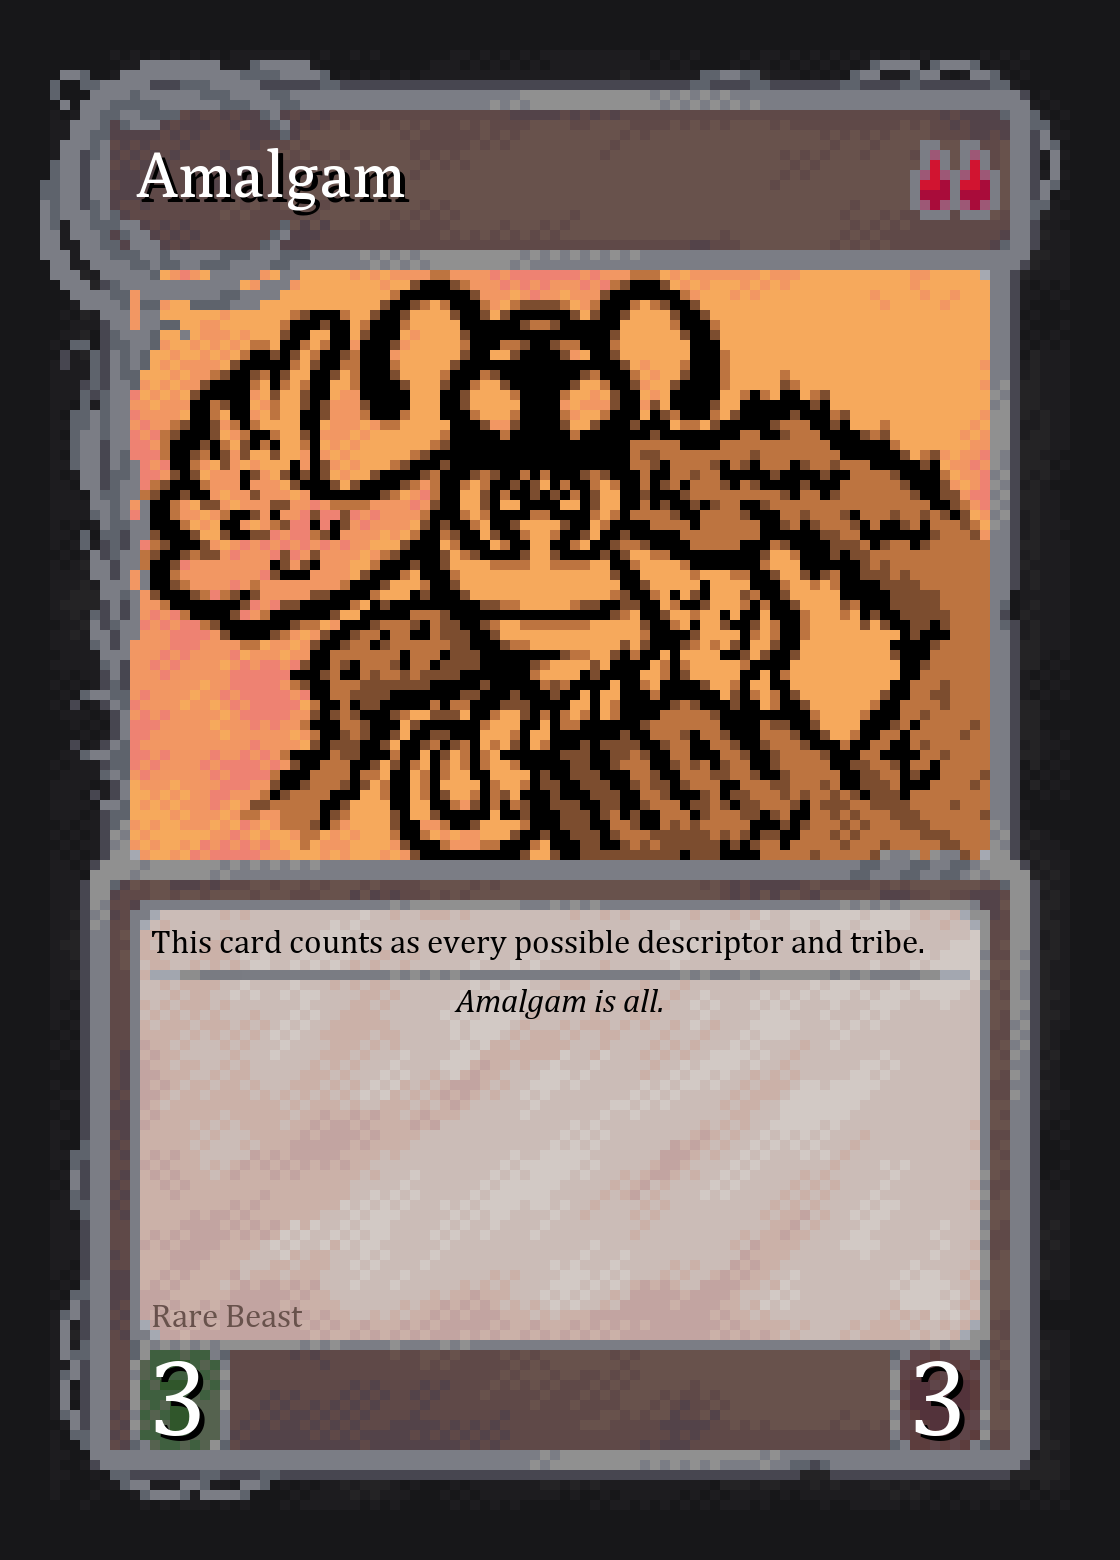 Amalgam
This card counts as every possible descriptor and tribe.
Amalgam is all.
Rare Beast
3
3